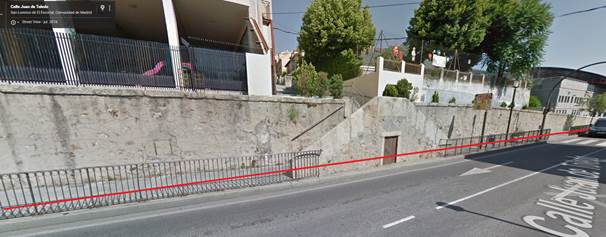 Calle Juan de Toledo
San Lorenzo de El Escorial, Comunidad de Madrid
Street View - jul. 2014
Calle Juan de